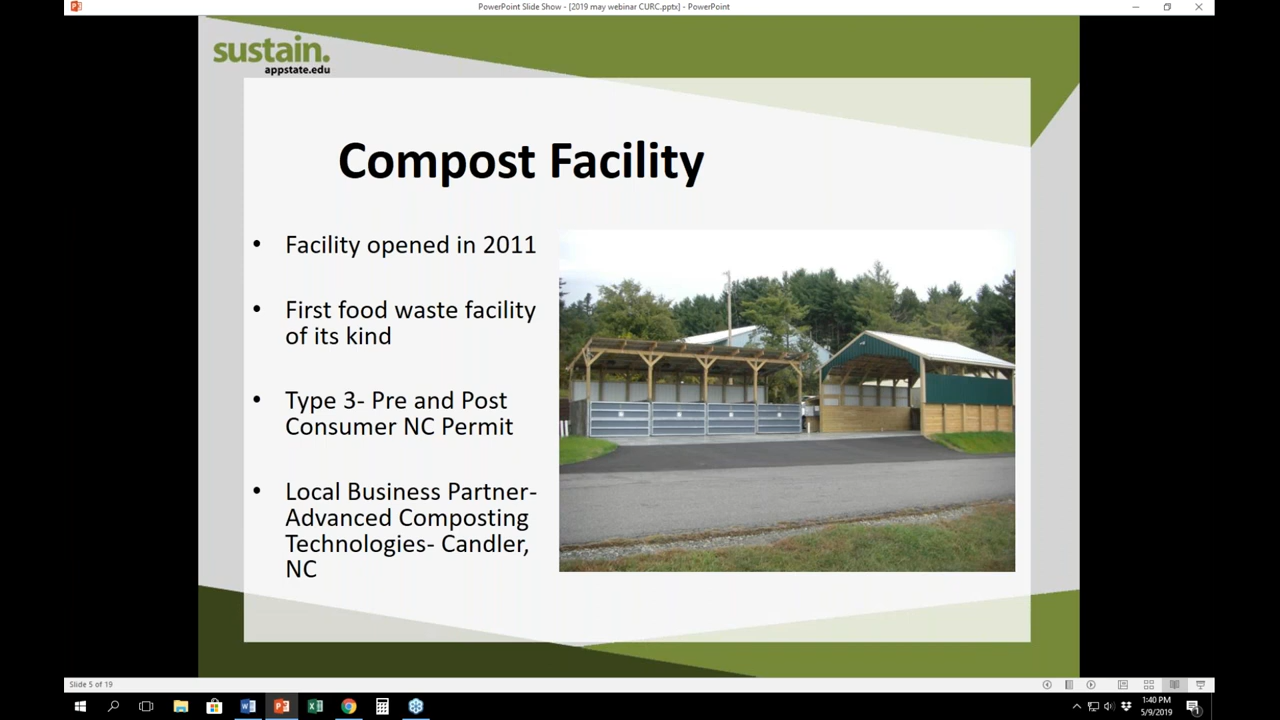 PowerPoint Slide Show - [2019 may webinar CURC.pptx] - PowerPoint
sustain.
appstate.edu
Compost Facility
• Facility opened in 2011
• First food waste facility
of its kind
• Type 3- Pre and Post
Consumer NC Permit
• Local Business Partner-
Advanced Composting
Technologies- Candler,
NC
Slide 5 of 19
1:40 PM
5/9/2019